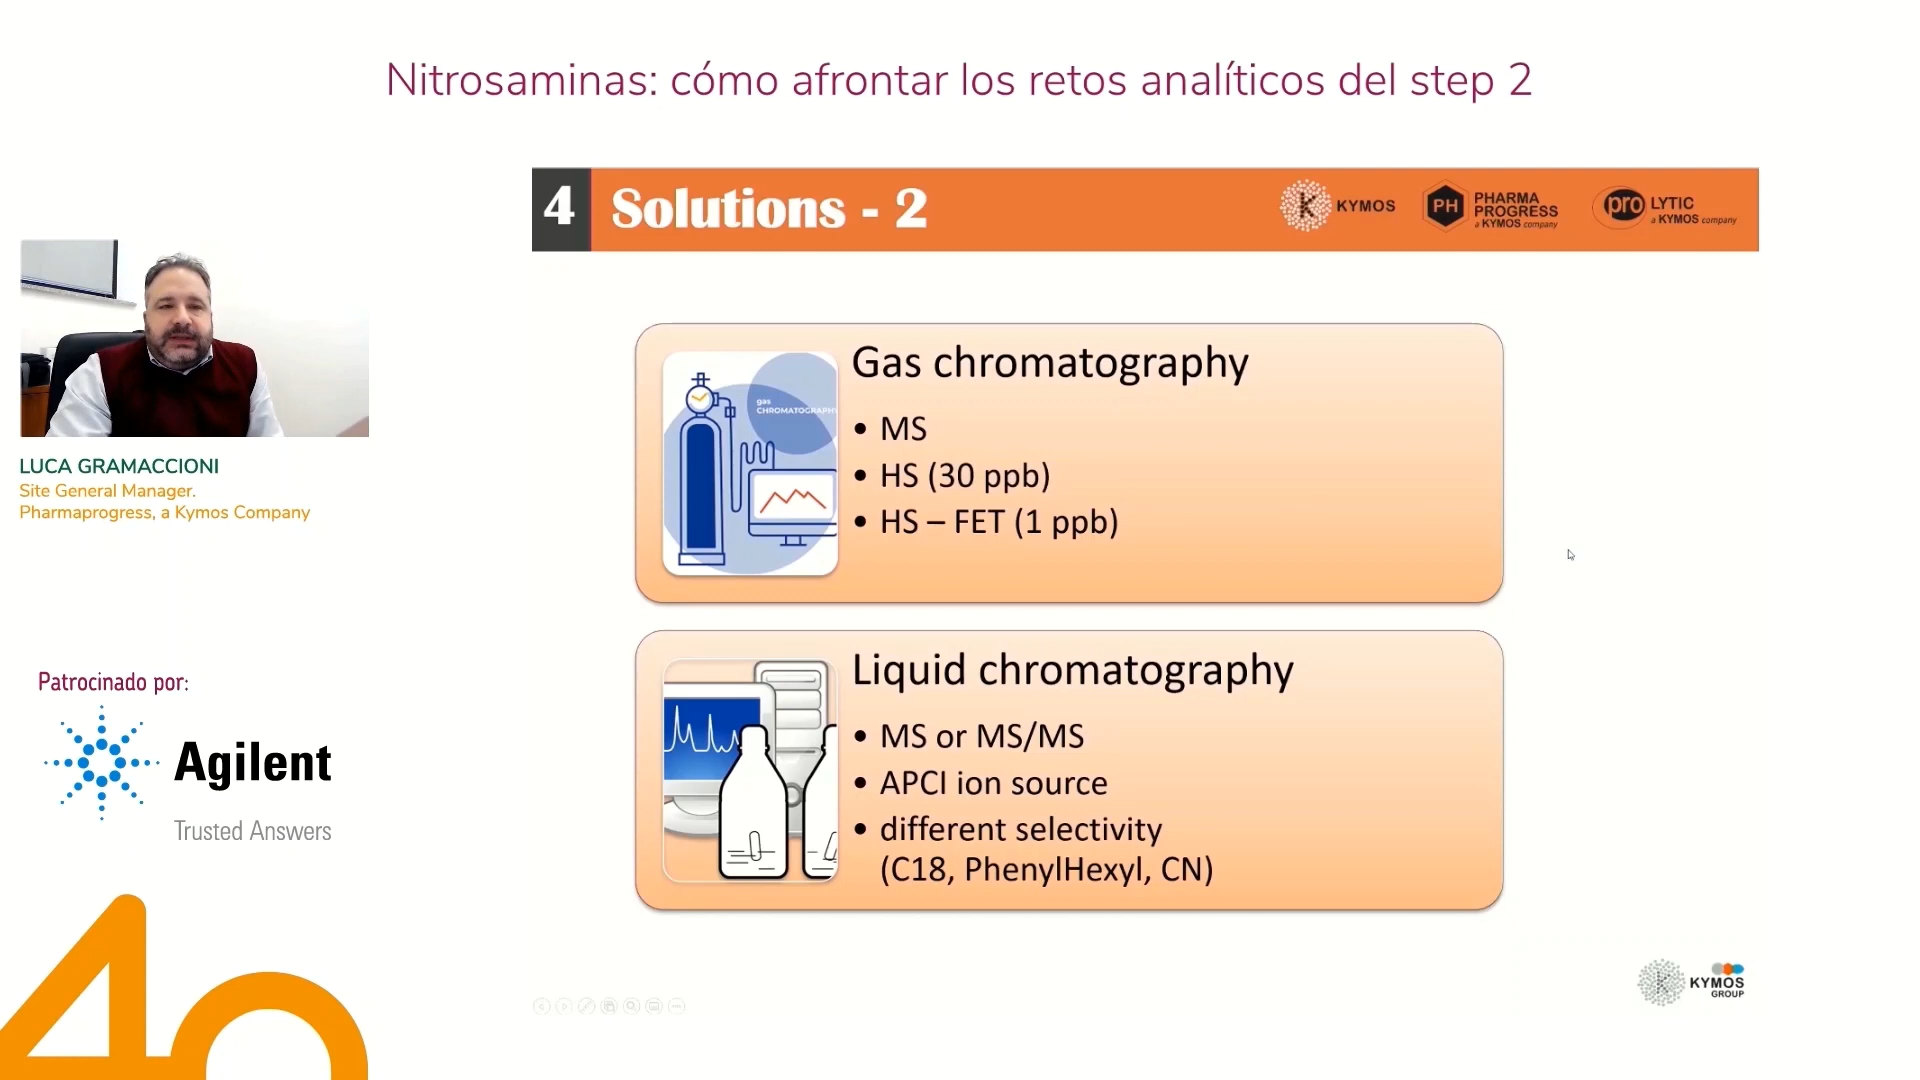 Nitrosaminas: cómo afrontar los retos analíticos del step 2
4 Solutions - 2
K KYMOS
PH PHARMA
PROGRESS
a KYMOS company
pro LYTIC
a KYMOS company
Gas chromatography
gas
CHROMATOGRAPHY
• MS
• HS (30 ppb)
• HS – FET (1 ppb)
LUCA GRAMACCIONI
Site General Manager.
Pharmaprogress, a Kymos Company
Liquid chromatography
• MS or MS/MS
• APCI ion source
• different selectivity
(C18, PhenylHexyl, CN)
Patrocinado por:
Agilent
Trusted Answers
40
K KYMOS
GROUP